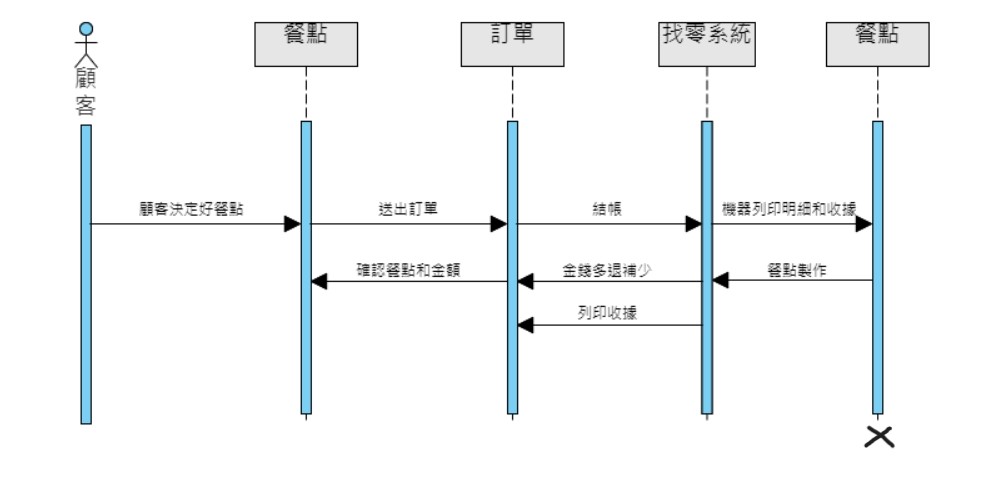 餐點
訂單
找零系統
餐點
顧
客
顧客決定好餐點
送出訂單
結帳
機器列印明細和收據
確認餐點和金額
金錢多退補少
餐點製作
列印收據